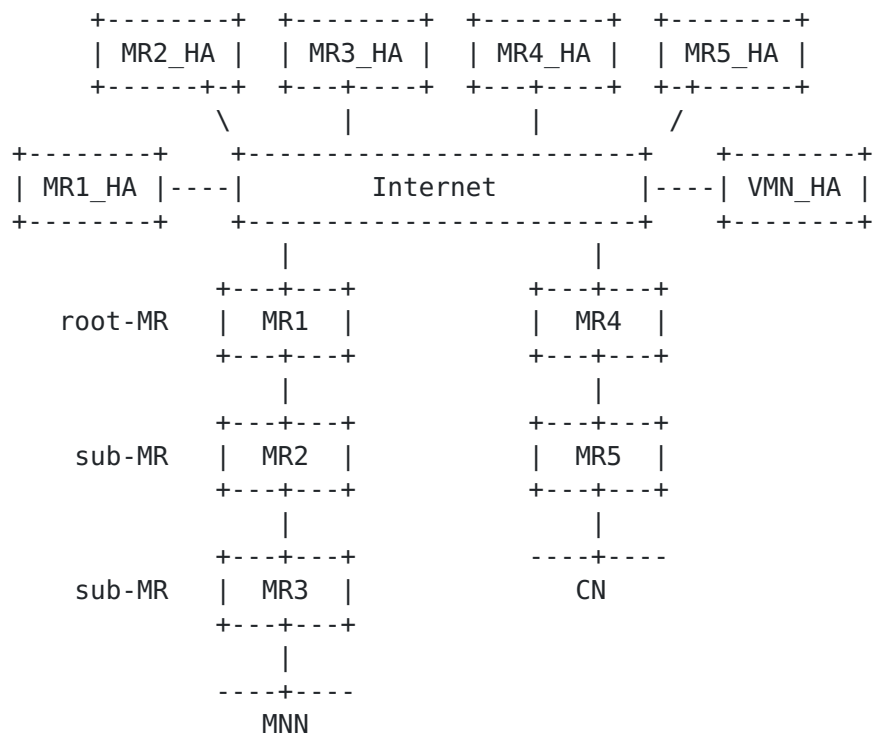 MR2_HA MR3_HA MR4_HA MR5_HA
MR1_HA Internet VMN_HA
root-MR MR1 MR4
sub-MR MR2 MR5
sub-MR MR3 CN
MNN